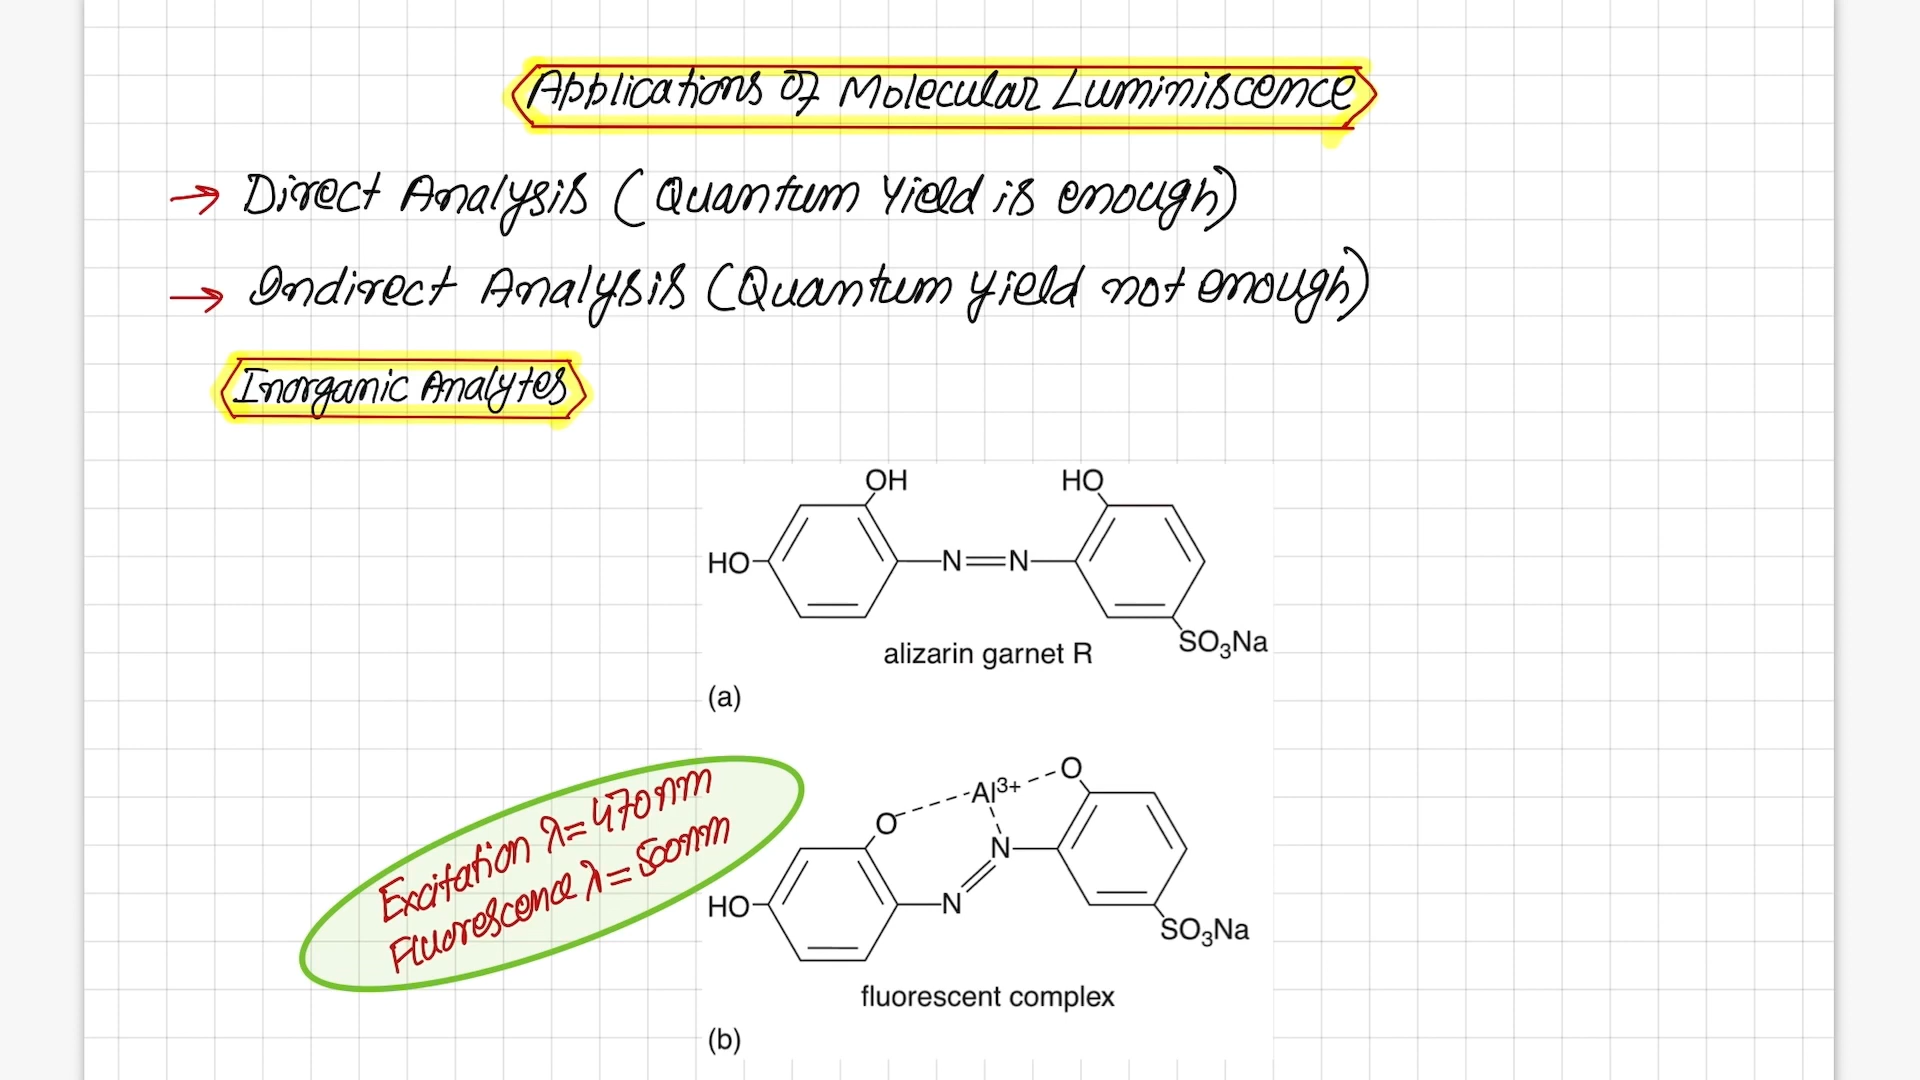 Applications Of Molecular Luminiscence
→ Direct Analysis (Quantum Yield is enough)
→ Indirect Analysis (Quantum Yield not enough)
Inorganic Analytes
OH HO
HO N N
SO₃Na
alizarin garnet R
(a)
Excitation λ=470nm
Fluorescence λ=500nm
O Al³⁺ O
N
HO N
SO₃Na
fluorescent complex
(b)